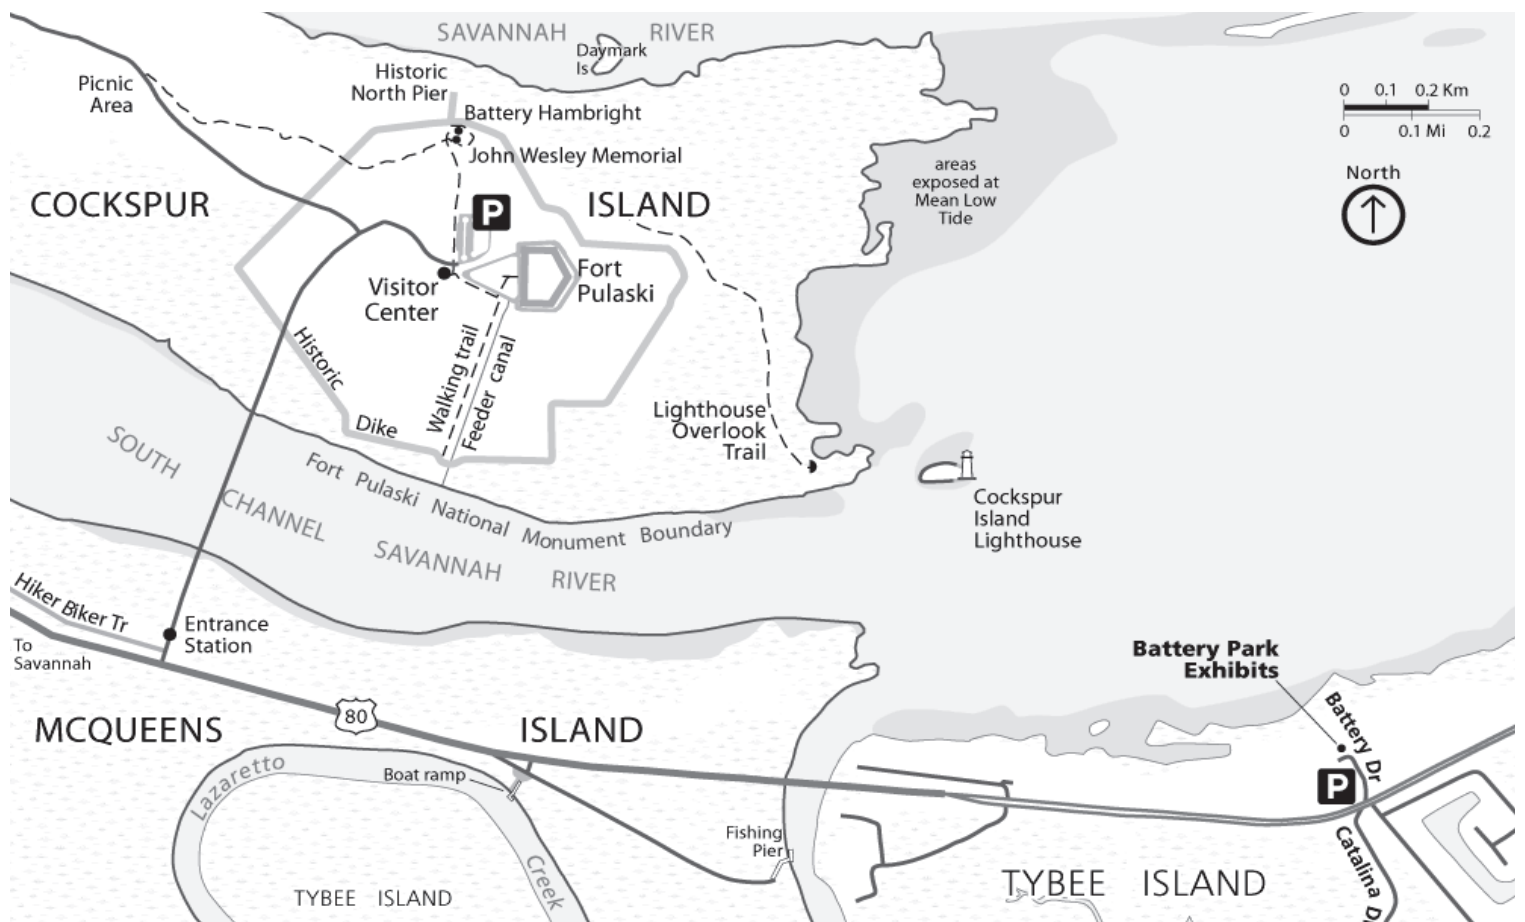 SAVANNAH RIVER
Daymark
Is
Historic
North Pier
Picnic
Area
Battery Hambright
John Wesley Memorial
0 0.1 0.2 Km
0 0.1 Mi 0.2
North
areas
exposed at
Mean Low
Tide
COCKSPUR ISLAND
P
Fort
Pulaski
Visitor
Center
Historic
Dike
Walking trail
Feeder canal
Lighthouse
Overlook
Trail
Cockspur
Island
Lighthouse
Fort Pulaski National Monument Boundary
SOUTH CHANNEL SAVANNAH RIVER
Hiker Biker Tr
Entrance
Station
To
Savannah
80
MCQUEENS ISLAND
Battery Park
Exhibits
Battery Dr
P
Lazaretto
Creek
Boat ramp
Fishing
Pier
TYBEE ISLAND
TYBEE ISLAND
Catalina D